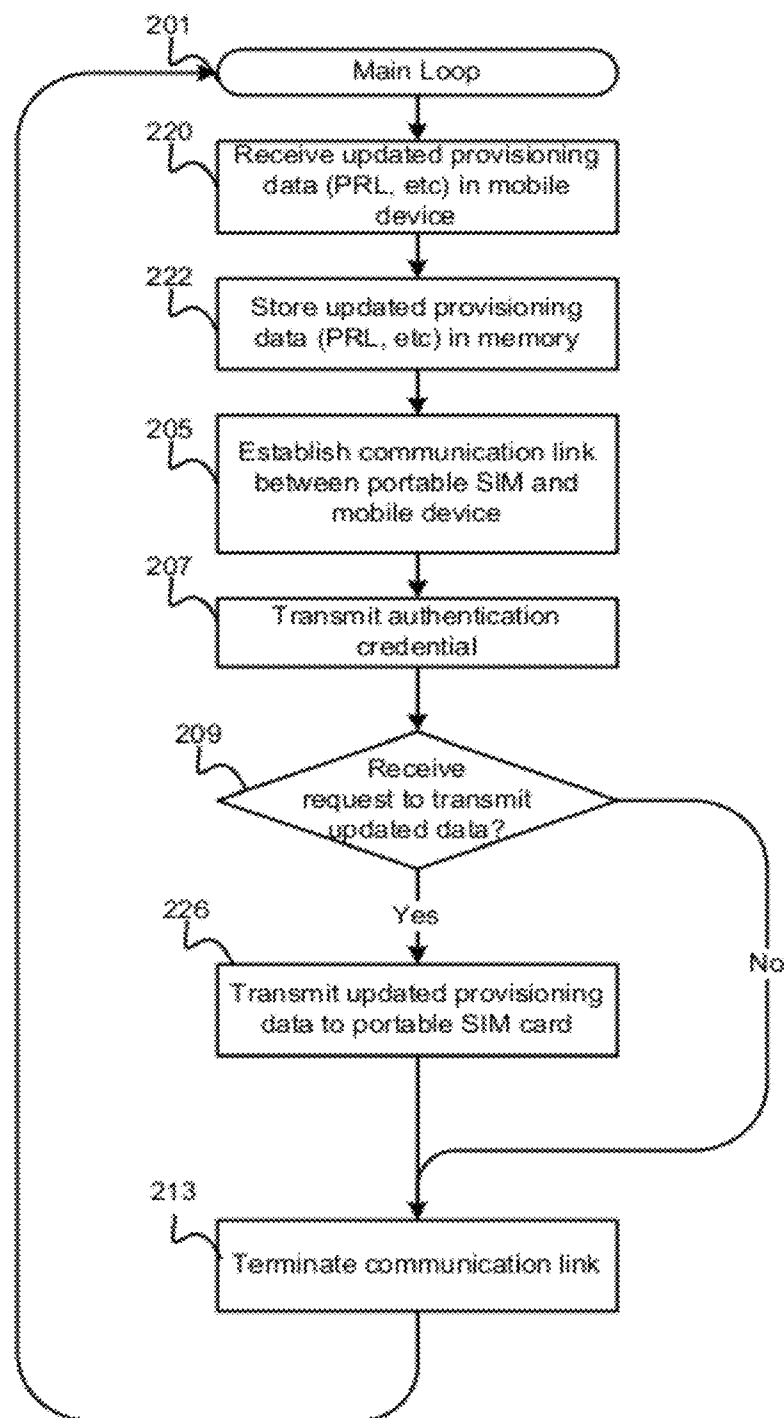 201
Main Loop
220
Receive updated provisioning
data (PRL, etc) in mobile
device
222
Store updated provisioning
data (PRL, etc) in memory
205
Establish communication link
between portable SIM and
mobile device
207
Transmit authentication
credential
209
Receive
request to transmit
updated data?
Yes
No
226
Transmit updated provisioning
data to portable SIM card
213
Terminate communication link